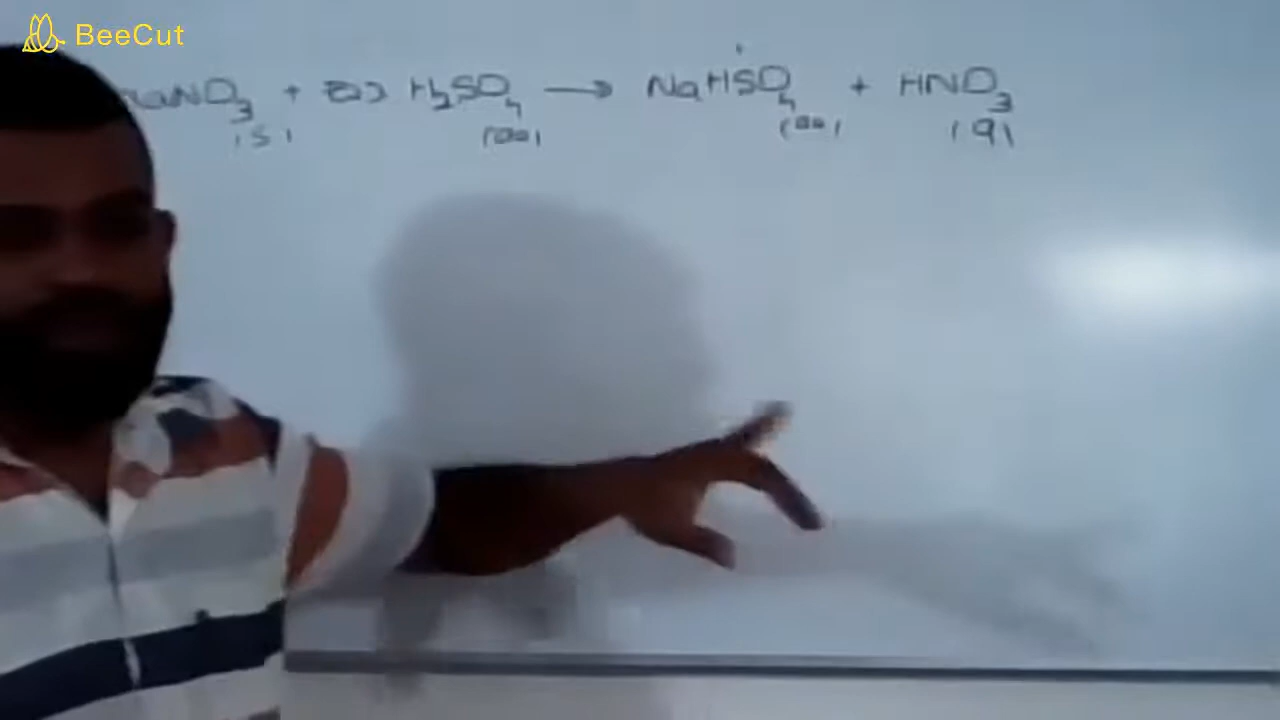 BeeCut
NaNO₃ + H₂SO₄ → NaHSO₄ + HNO₃
(s) (aq) (aq) (g)